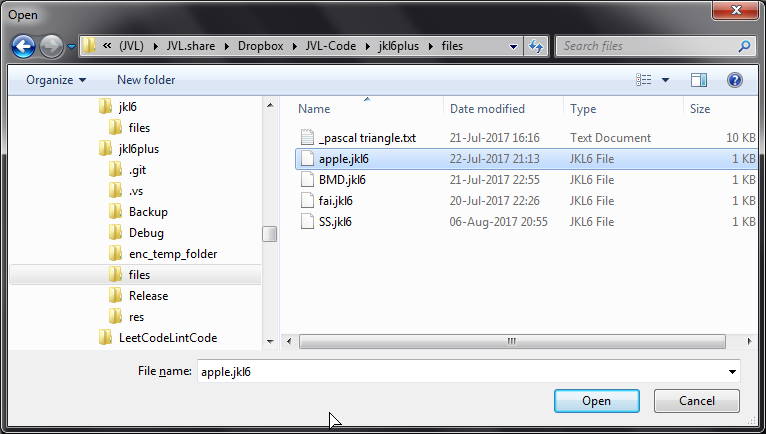 Open
« (JVL) JVL.share Dropbox JVL-Code jkl6plus files Search files
Organize New folder
Name Date modified Type Size
jkl6
files
jkl6plus
.git
.vs
Backup
Debug
enc_temp_folder
files
Release
res
LeetCodeLintCode
_pascal triangle.txt 21-Jul-2017 16:16 Text Document 10 KB
apple.jkl6 22-Jul-2017 21:13 JKL6 File 1 KB
BMD.jkl6 21-Jul-2017 22:55 JKL6 File 1 KB
fai.jkl6 20-Jul-2017 22:26 JKL6 File 1 KB
SS.jkl6 06-Aug-2017 20:55 JKL6 File 1 KB
File name: apple.jkl6
Open Cancel